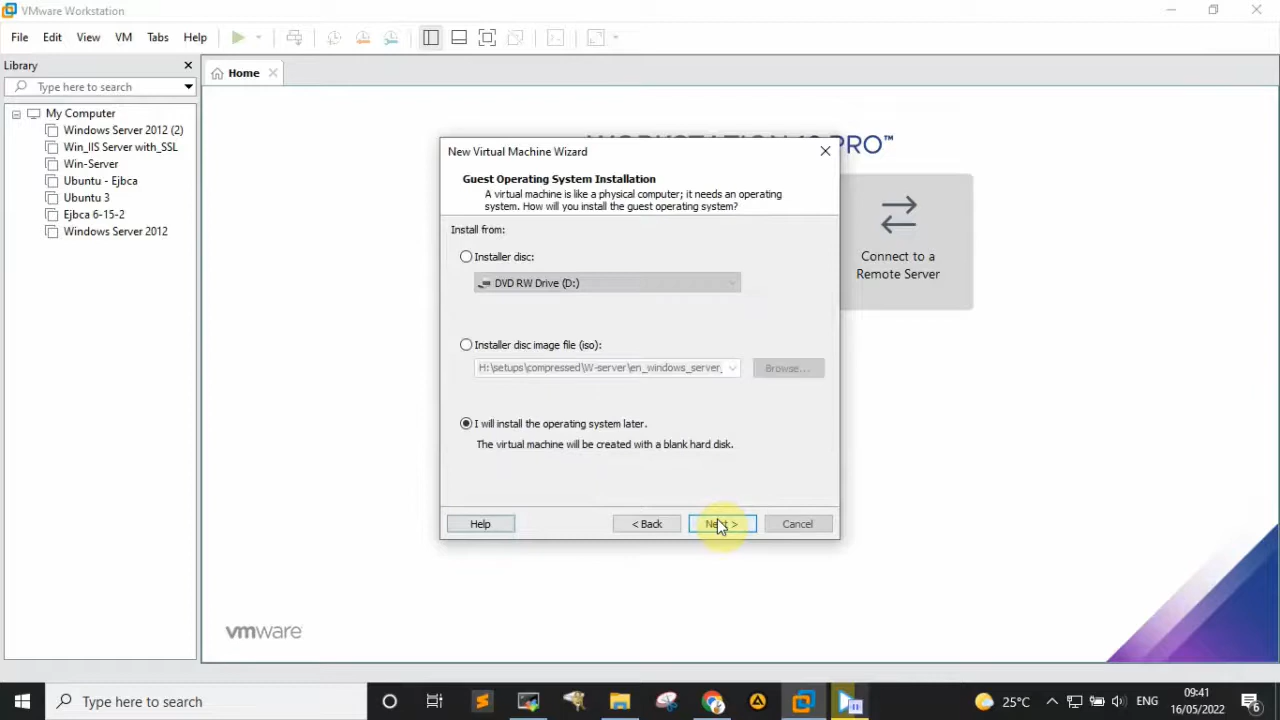 VMware Workstation
File Edit View VM Tabs Help
Library
Type here to search
Home
My Computer
Windows Server 2012 (2)
Win_IIS Server with_SSL
Win-Server
Ubuntu - Ejbca
Ubuntu 3
Ejbca 6-15-2
Windows Server 2012
PRO™
New Virtual Machine Wizard
Guest Operating System Installation
A virtual machine is like a physical computer; it needs an operating
system. How will you install the guest operating system?
Install from:
Installer disc:
DVD RW Drive (D:)
Installer disc image file (iso):
H:\setups\compressed\W-server\en_windows_server_
Browse...
I will install the operating system later.
The virtual machine will be created with a blank hard disk.
Help < Back Next > Cancel
Connect to a
Remote Server
vmware
Type here to search
25°C
ENG
09:41
16/05/2022
6